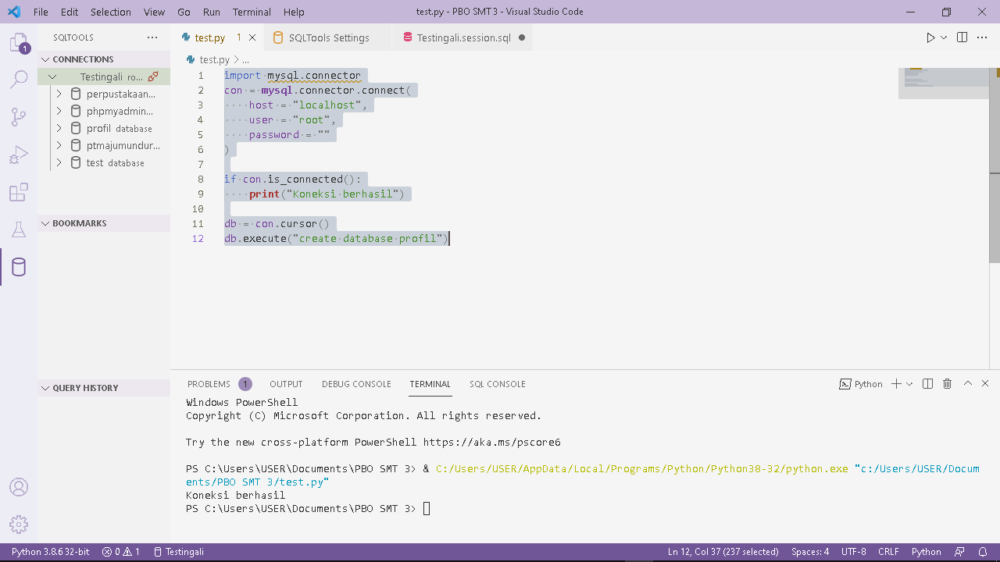 File Edit Selection View Go Run Terminal Help test.py - PBO SMT 3 - Visual Studio Code
SQLTOOLS ···
test.py 1 SQLTools Settings Testingali.session.sql
1
CONNECTIONS
Testingali ro...
perpustakaan...
phpmyadmin...
profil database
ptmajumundur...
test database
BOOKMARKS
QUERY HISTORY
test.py > ...
1 import mysql.connector
2 con = mysql.connector.connect(
3 ····host = "localhost",
4 ····user = "root",
5 ····password = ""
6 )
7
8 if con.is_connected():
9 ····print("Koneksi berhasil")
10
11 db = con.cursor()
12 db.execute("create database profil")
PROBLEMS 1 OUTPUT DEBUG CONSOLE TERMINAL SQL CONSOLE Python
Windows PowerShell
Copyright (C) Microsoft Corporation. All rights reserved.
Try the new cross-platform PowerShell https://aka.ms/pscore6
PS C:\Users\USER\Documents\PBO SMT 3> & C:/Users/USER/AppData/Local/Programs/Python/Python38-32/python.exe "c:/Users/USER/Docum
ents/PBO SMT 3/test.py"
Koneksi berhasil
PS C:\Users\USER\Documents\PBO SMT 3>
Python 3.8.6 32-bit 0 1 Testingali Ln 12, Col 37 (237 selected) Spaces: 4 UTF-8 CRLF Python